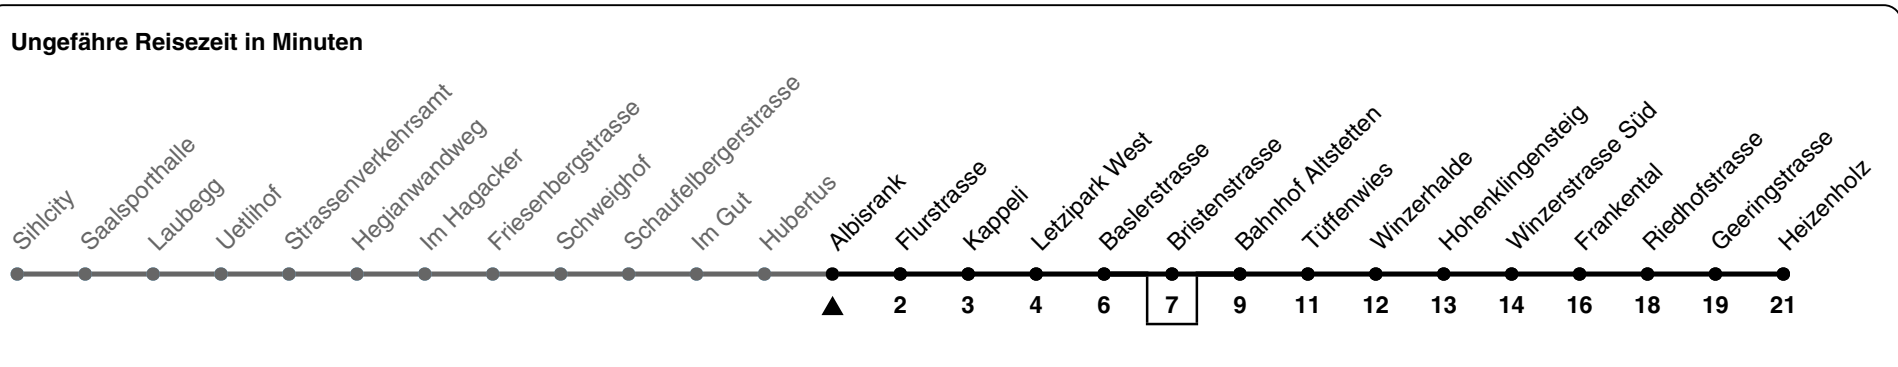 Ungefähre Reisezeit in Minuten
Sihlcity
Saalsporthalle
Laubegg
Uetlihof
Strassenverkehrsamt
Hegianwandweg
Im Hagacker
Friesenbergstrasse
Schweighof
Schaufelbergerstrasse
Im Gut
Hubertus
Albisrank
Flurstrasse
Kappeli
Letzipark West
Baslerstrasse
Bristenstrasse
Bahnhof Altstetten
Tüffenwies
Winzerhalde
Hohenklingensteig
Winzerstrasse Süd
Frankental
Riedhofstrasse
Geeringstrasse
Heizenholz
2 3 4 6 7 9 11 12 13 14 16 18 19 21